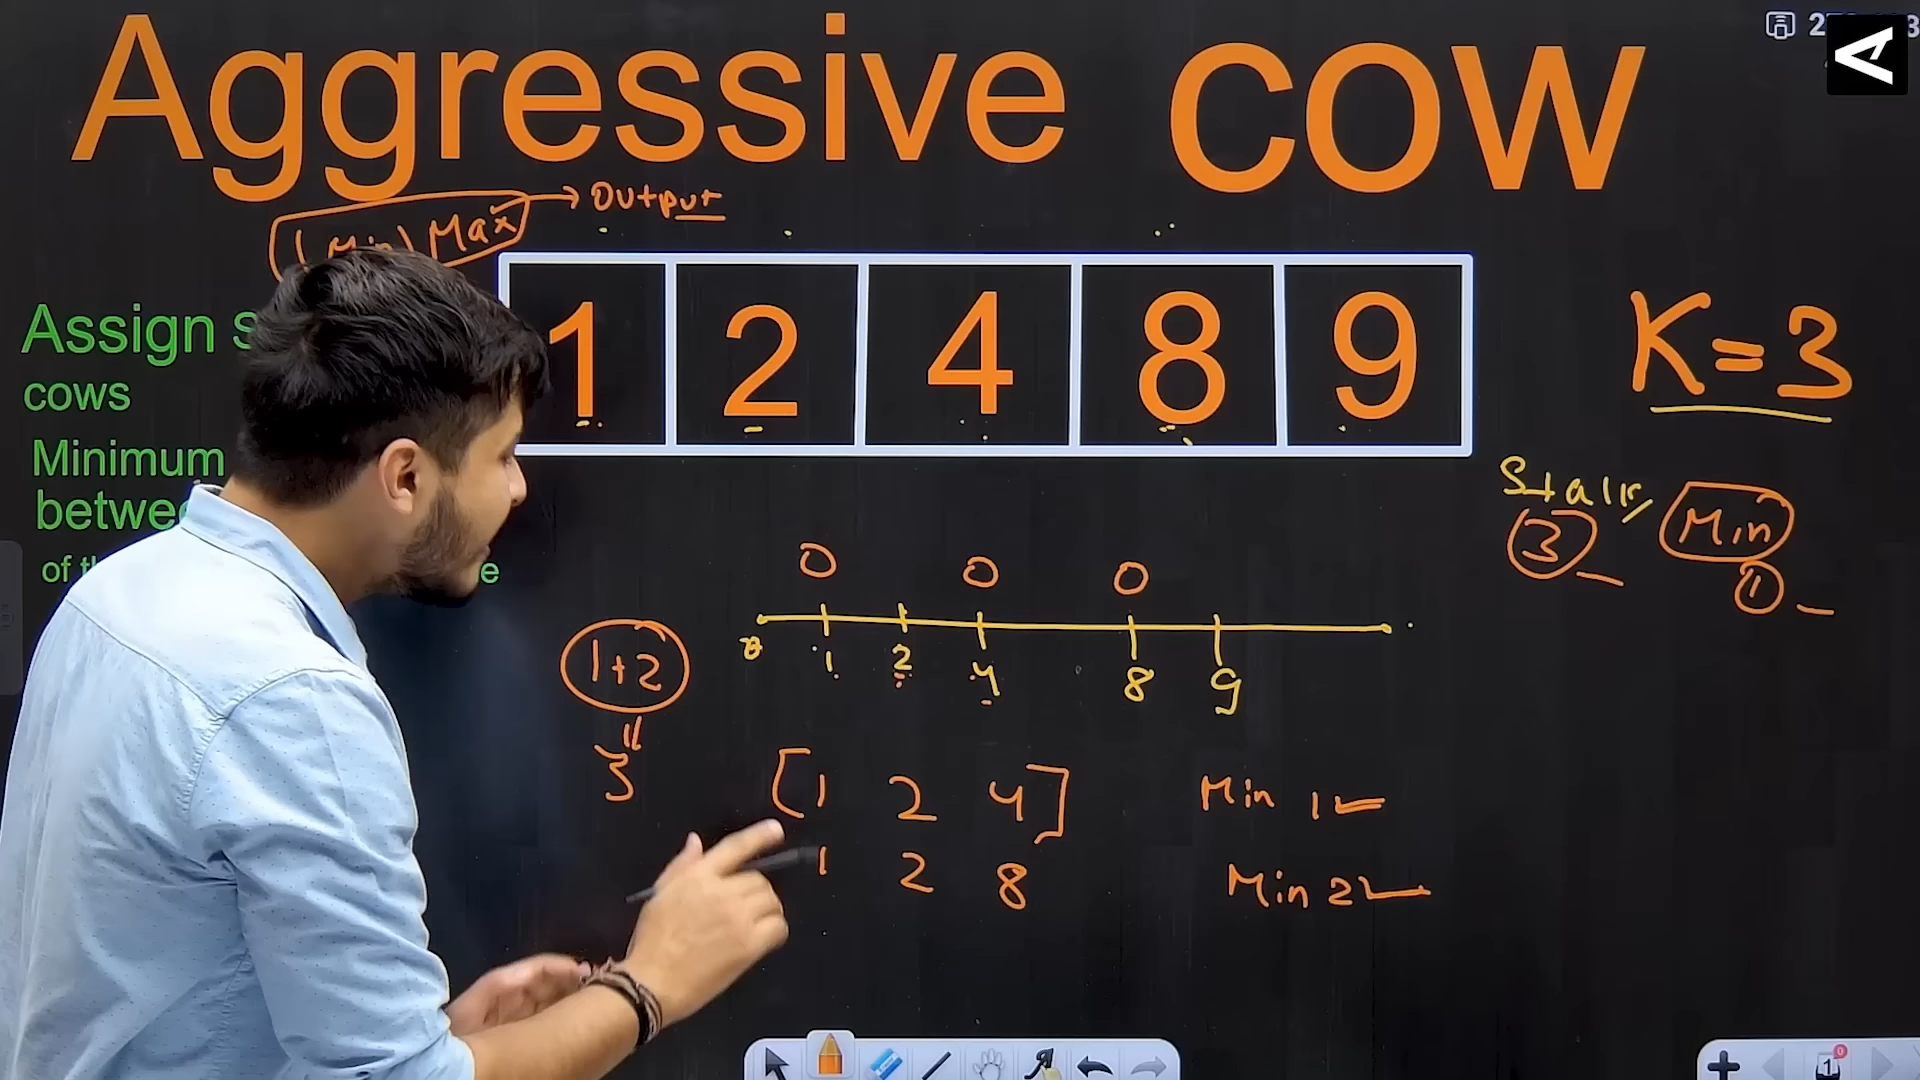 Aggressive cow
(Min) Max → Output
1 2 4 8 9
K=3
Assign
cows
Minimum
of
Stalk
3 Min
1
0 0 0
0 1 2 4 8 9
1+2
"
3
[1 2 4] Min 1
1 2 8 Min 2